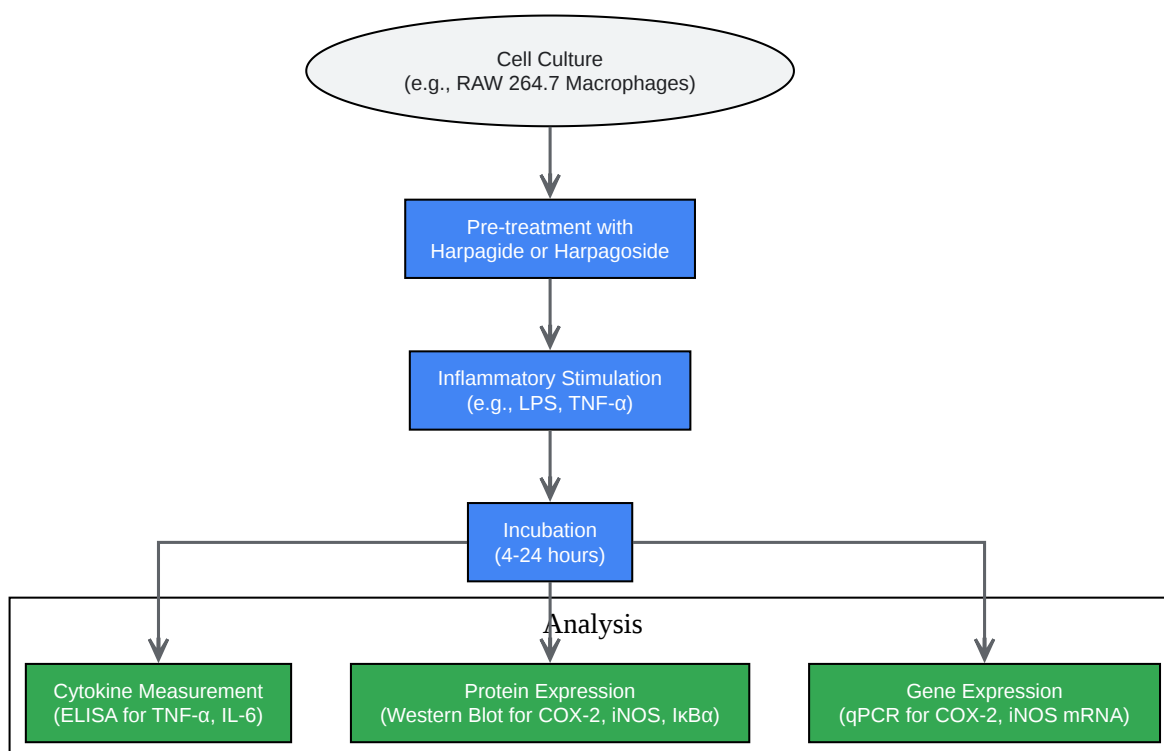 Cell Culture
(e.g., RAW 264.7 Macrophages)
Pre-treatment with
Harpagide or Harpagoside
Inflammatory Stimulation
(e.g., LPS, TNF-α)
Incubation
(4-24 hours)
Analysis
Cytokine Measurement
(ELISA for TNF-α, IL-6)
Protein Expression
(Western Blot for COX-2, iNOS, IκBα)
Gene Expression
(qPCR for COX-2, iNOS mRNA)